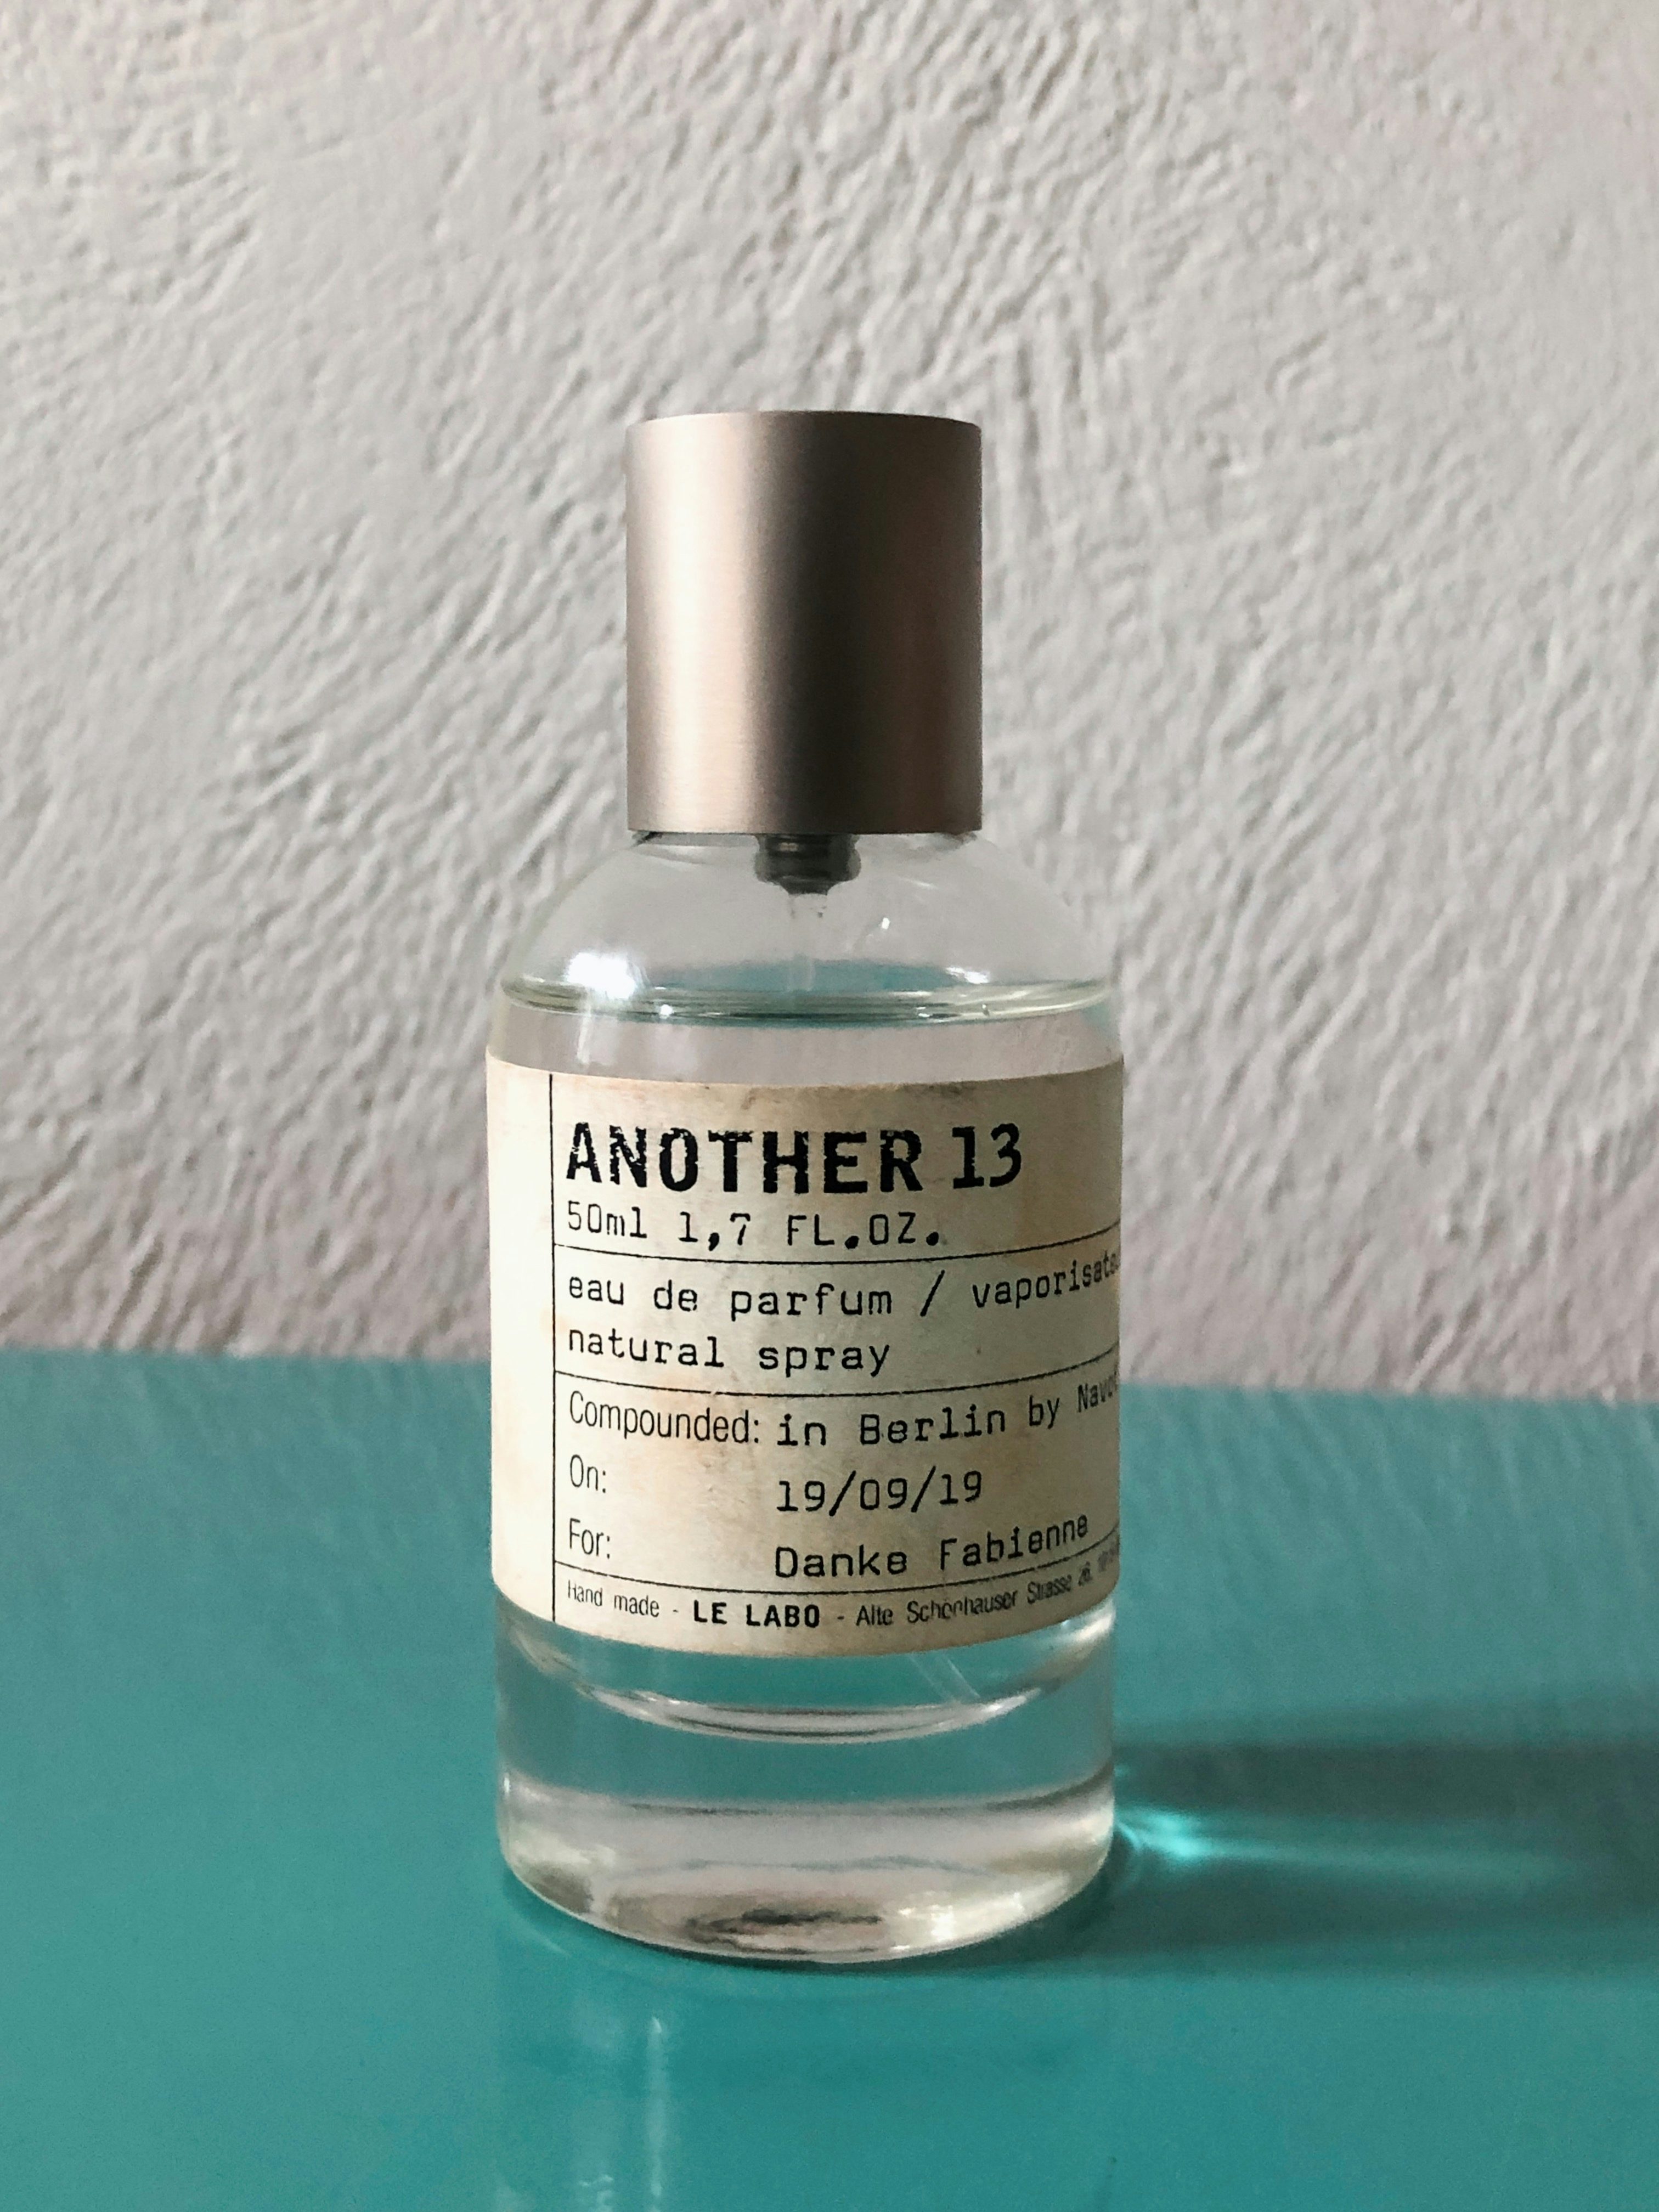 ANOTHER 13
50ml 1,7 FL.OZ.
eau de parfum /
natural spray
Compounded: in Berlin by
On: 19/09/19
For: Danke Fabienne
Hand made - LE LABO - Alte Schönhauser Strasse 26,